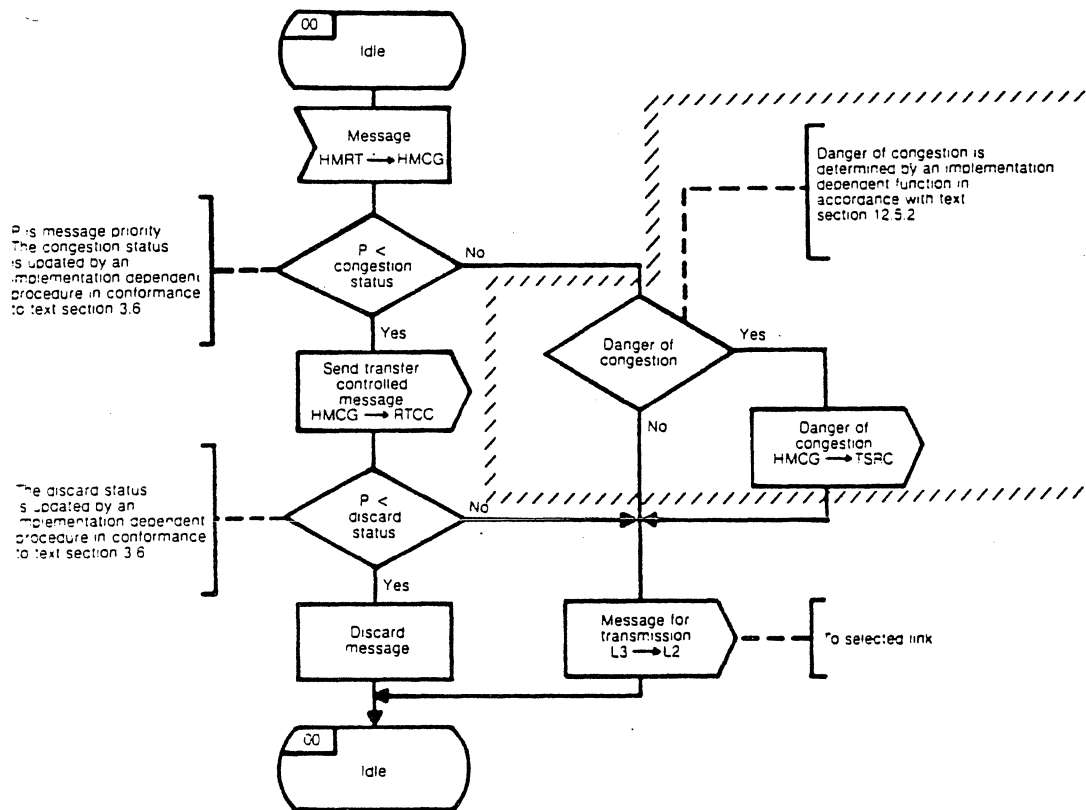 00
Idle
Message
HMRT → HMCG
Danger of congestion is
determined by an implementation
dependent function in
accordance with text
section 12.5.2
P is message priority
The congestion status
is updated by an
implementation dependent
procedure in conformance
to text section 3.6
P <
congestion
status
No
Yes
Danger of
congestion
Yes
No
Send transfer
controlled
message
HMCG → RTCC
Danger of
congestion
HMCG → TSRC
The discard status
is updated by an
implementation dependent
procedure in conformance
to text section 3.6
P <
discard
status
No
Yes
Discard
message
Message for
transmission
L3 → L2
To selected link
00
Idle